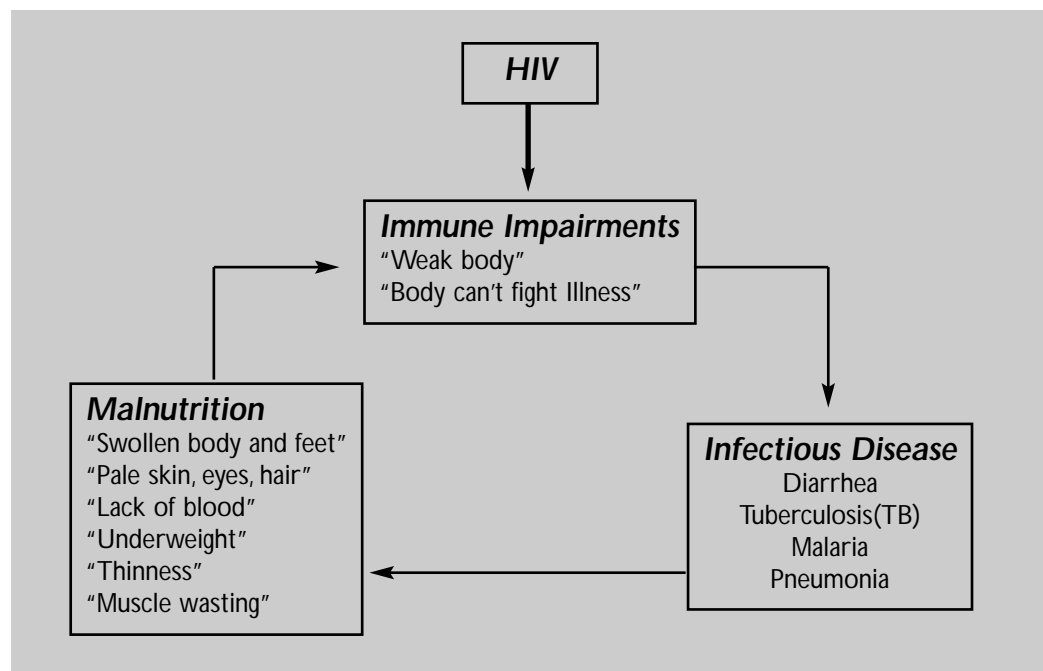 HIV
Immune Impairments
“Weak body”
“Body can’t fight Illness”
Malnutrition
“Swollen body and feet”
“Pale skin, eyes, hair”
“Lack of blood”
“Underweight”
“Thinness”
“Muscle wasting”
Infectious Disease
Diarrhea
Tuberculosis(TB)
Malaria
Pneumonia